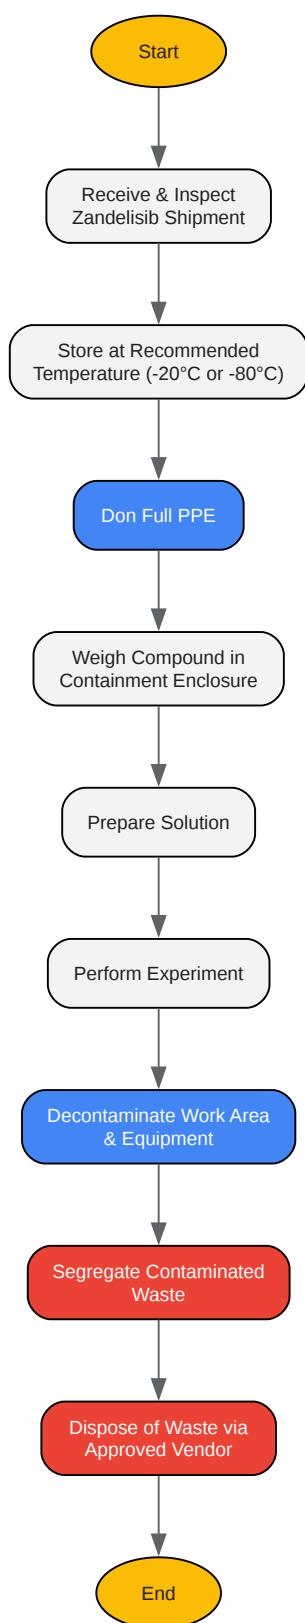 Start
Receive & Inspect
Zandelisib Shipment
Store at Recommended
Temperature (-20°C or -80°C)
Don Full PPE
Weigh Compound in
Containment Enclosure
Prepare Solution
Perform Experiment
Decontaminate Work Area
& Equipment
Segregate Contaminated
Waste
Dispose of Waste via
Approved Vendor
End